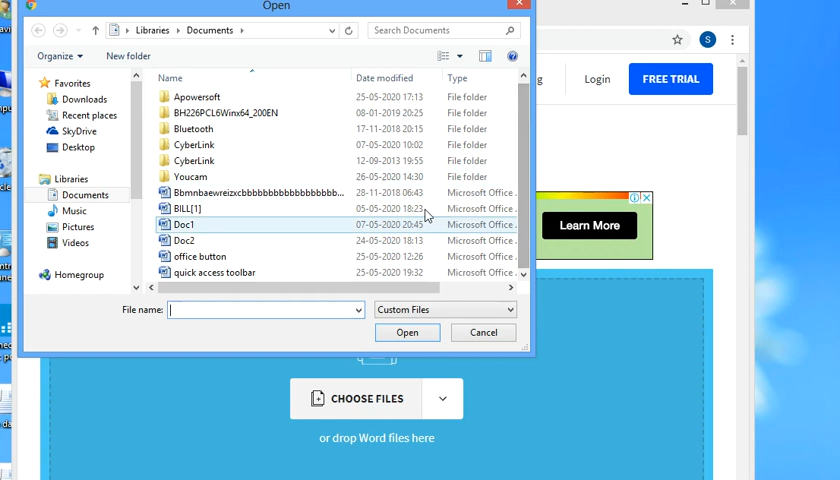 Open
Libraries Documents
Search Documents
S
Organize New folder
Name Date modified Type
Favorites
Downloads
Recent places
SkyDrive
Desktop
Libraries
Documents
Music
Pictures
Videos
Homegroup
Apowersoft 25-05-2020 17:13 File folder
BH226PCL6Winx64_200EN 08-01-2019 20:25 File folder
Bluetooth 17-11-2018 20:15 File folder
CyberLink 07-05-2020 10:02 File folder
CyberLink 12-09-2013 19:55 File folder
Youcam 26-05-2020 14:30 File folder
28-11-2018 06:43 Microsoft Office
BILL[1] 05-05-2020 18:23 Microsoft Office
Doc1 07-05-2020 20:45 Microsoft Office
Doc2 24-05-2020 18:13 Microsoft Office
office button 25-05-2020 12:26 Microsoft Office
quick access toolbar 25-05-2020 19:32 Microsoft Office
File name: Custom Files
Open Cancel
Login FREE TRIAL
Learn More
CHOOSE FILES
or drop Word files here